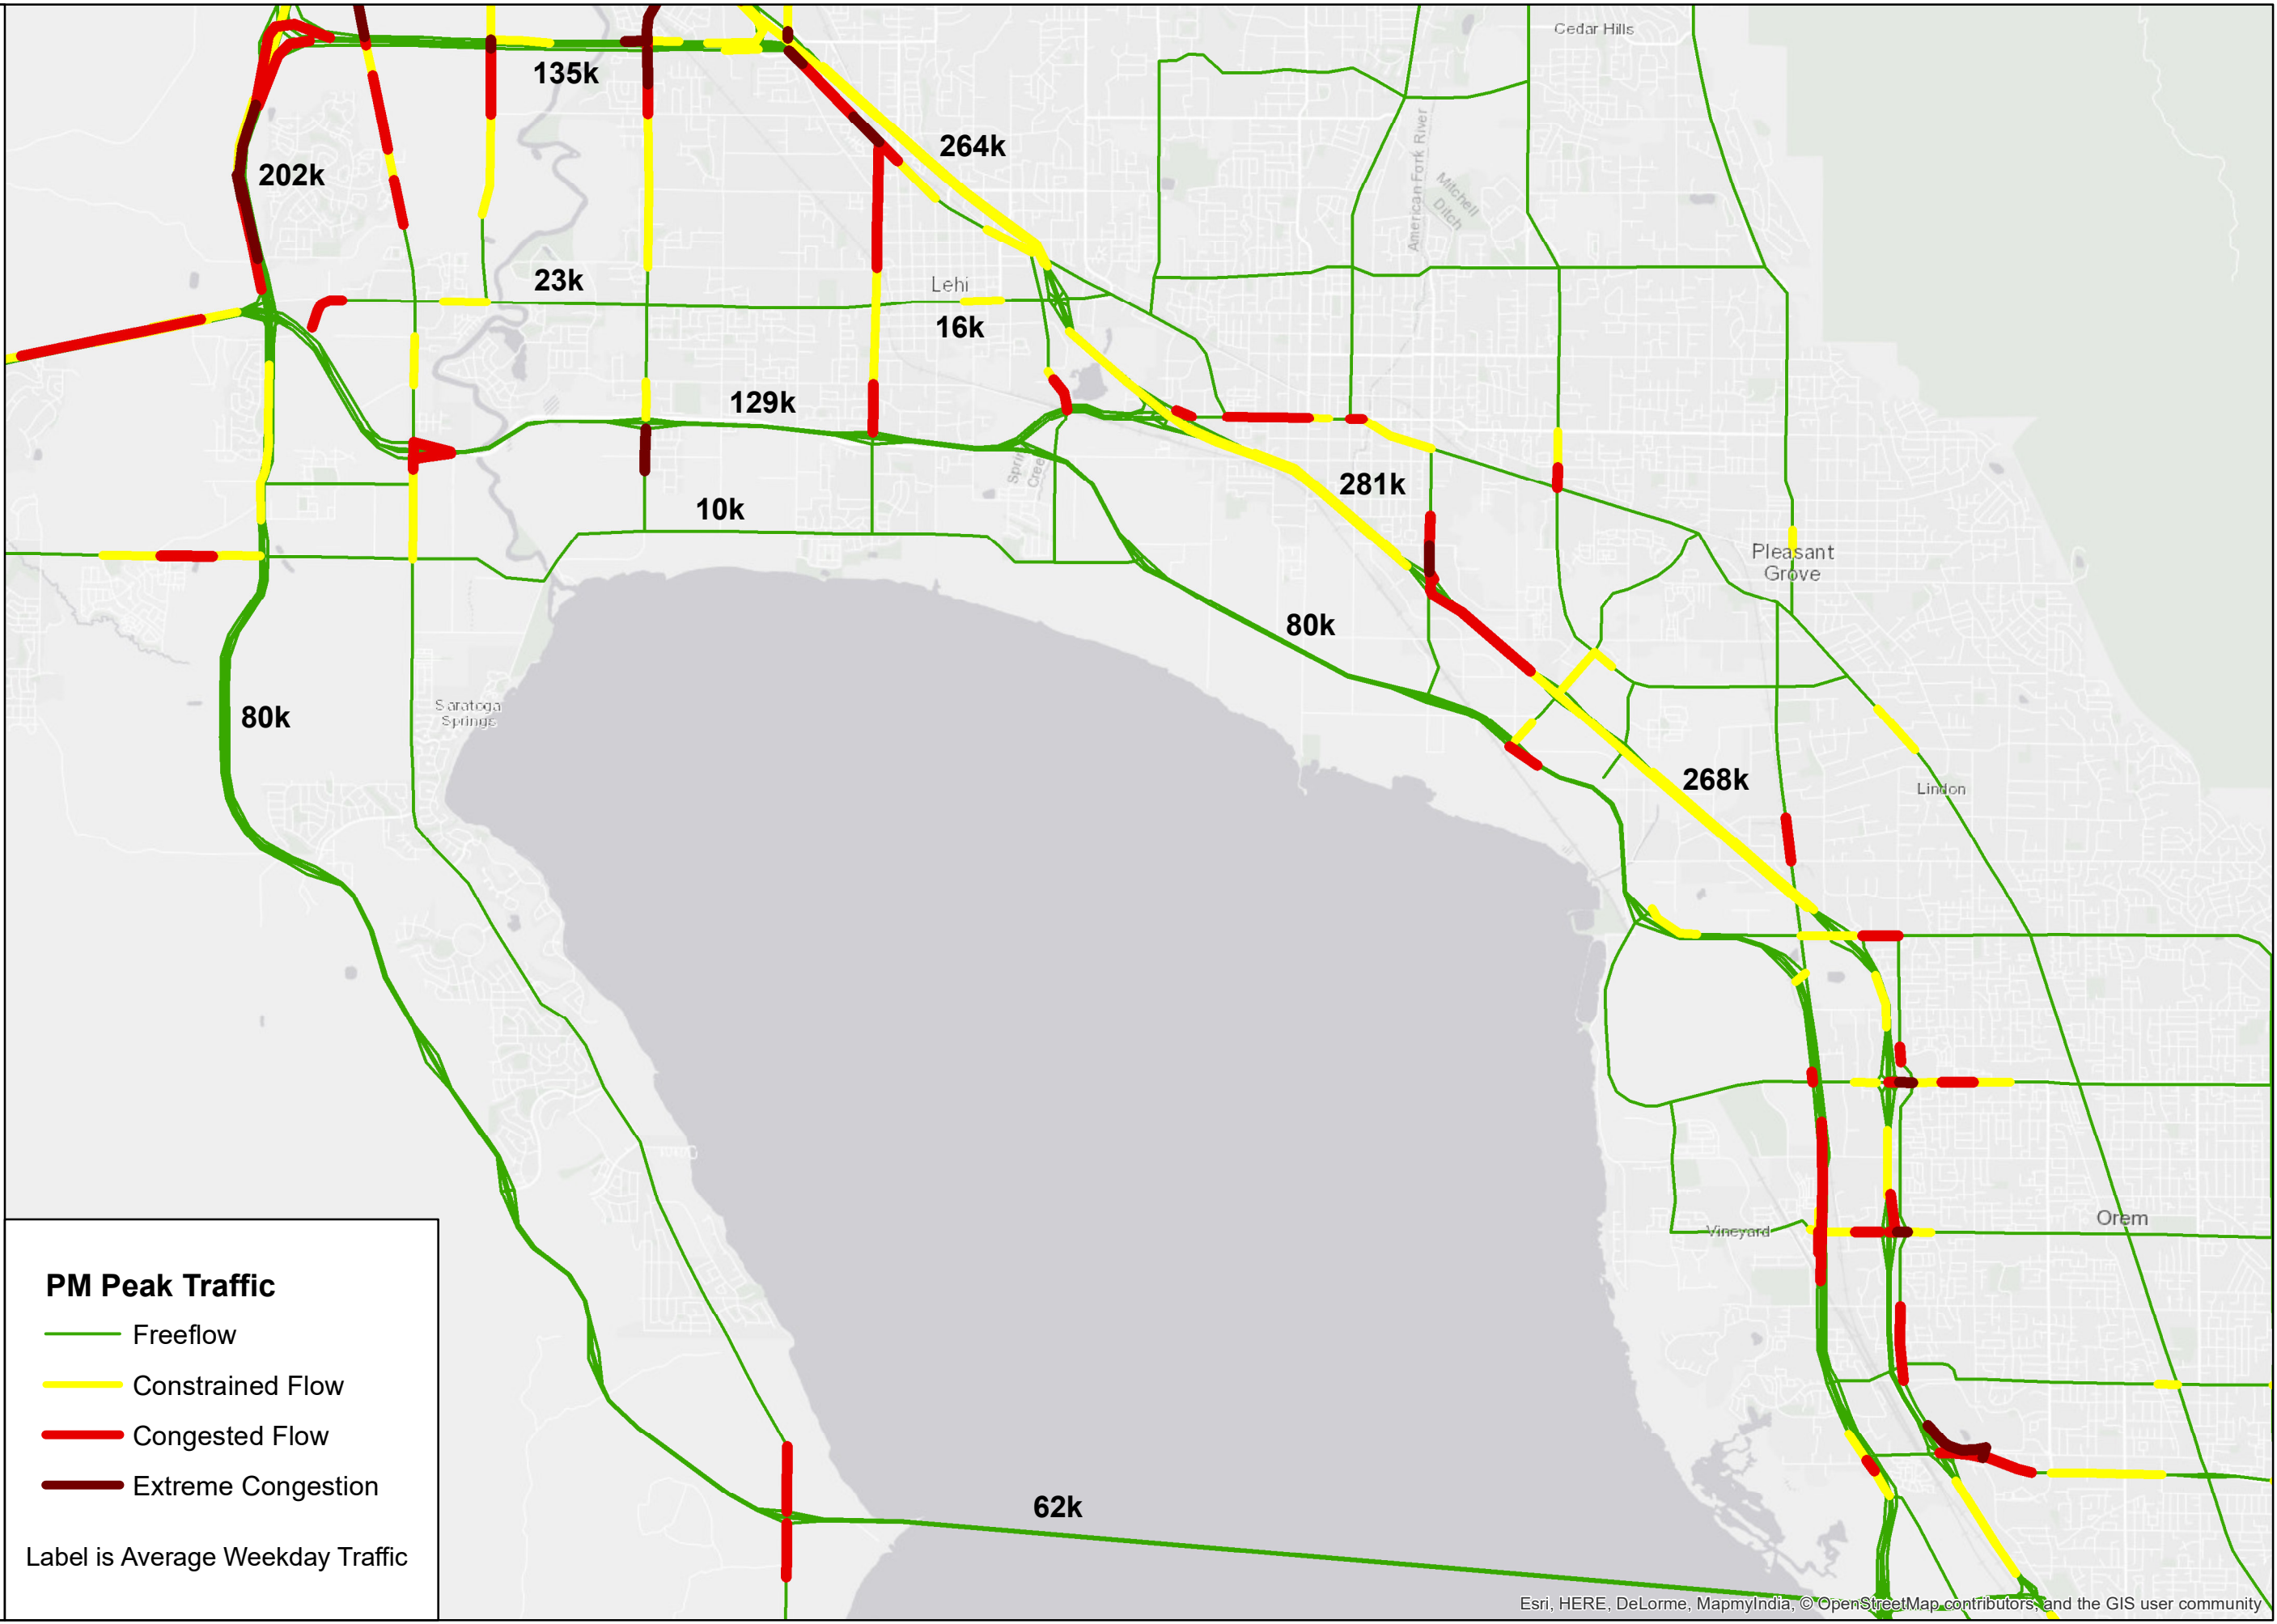 Cedar Hills
135k
264k
American Fork River
Mitchell
Ditch
202k
23k
Lehi
16k
129k
Sprin
Cree
281k
10k
Pleasant
Grove
80k
Saratoga
Springs
80k
268k
Lindon
Vineyard
Orem
62k
PM Peak Traffic
Freeflow
Constrained Flow
Congested Flow
Extreme Congestion
Label is Average Weekday Traffic
Esri, HERE, DeLorme, MapmyIndia, © OpenStreetMap contributors, and the GIS user community